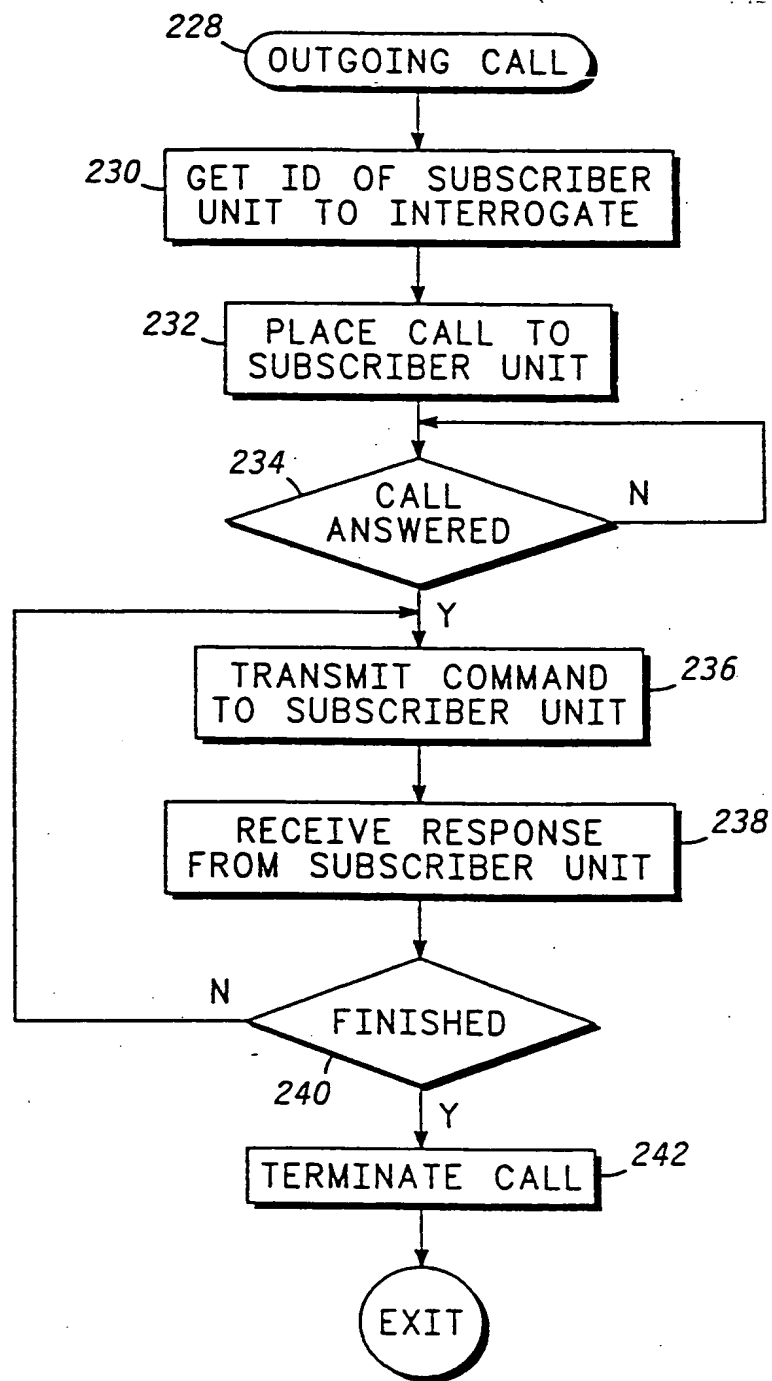 228
OUTGOING CALL
230
GET ID OF SUBSCRIBER
UNIT TO INTERROGATE
232
PLACE CALL TO
SUBSCRIBER UNIT
234
CALL
ANSWERED
N
Y
TRANSMIT COMMAND
TO SUBSCRIBER UNIT
236
RECEIVE RESPONSE
FROM SUBSCRIBER UNIT
238
N
FINISHED
240
Y
TERMINATE CALL
242
EXIT